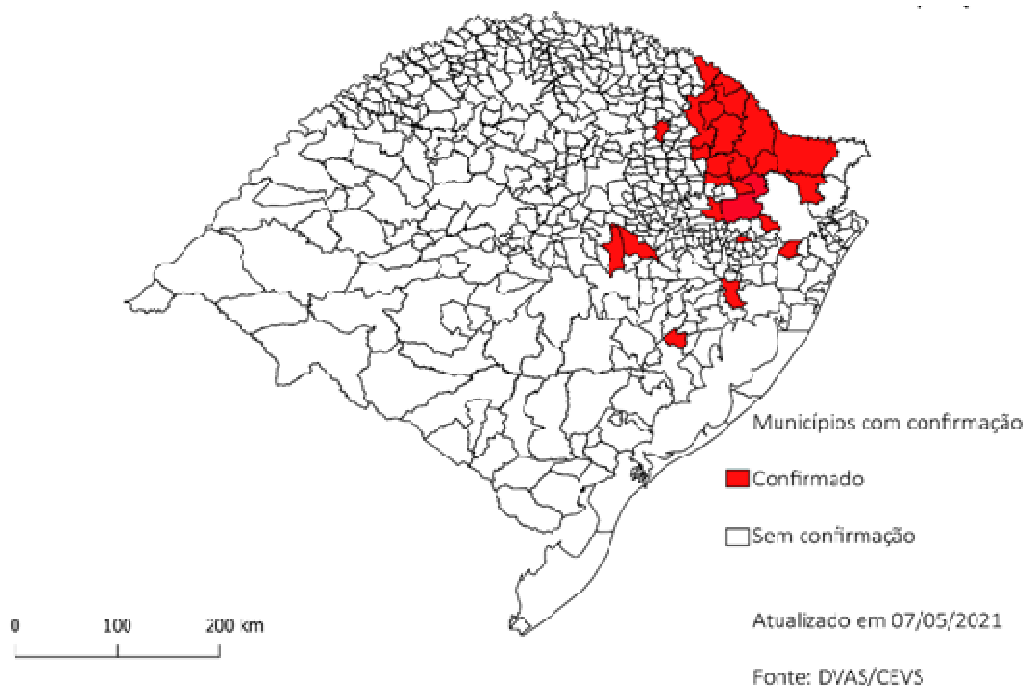 Municípios com confirmação
Confirmado
Sem confirmação
0 100 200 km
Atualizado em 07/05/2021
Fonte: DVAS/CEVS